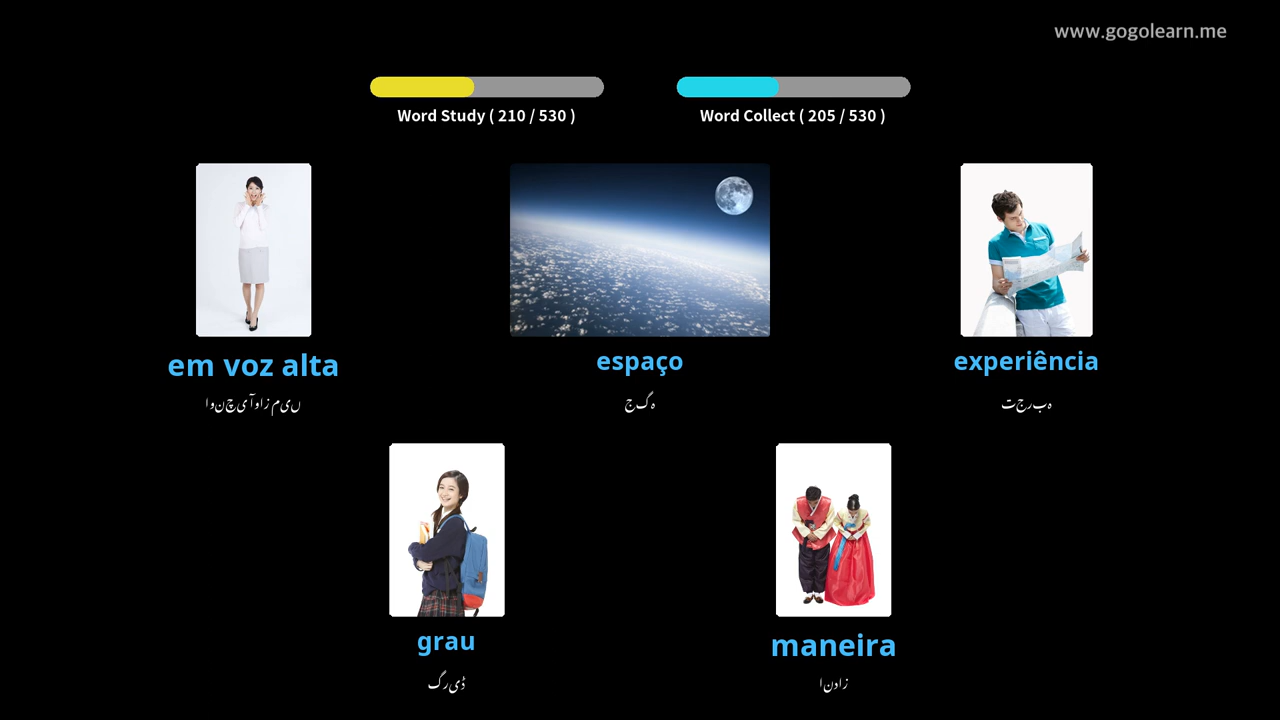 www.gogolearn.me
Word Study ( 210 / 530 )
Word Collect ( 205 / 530 )
em voz alta
اونچی آواز میں
espaço
جگہ
experiência
تجربہ
grau
گریڈ
maneira
انداز